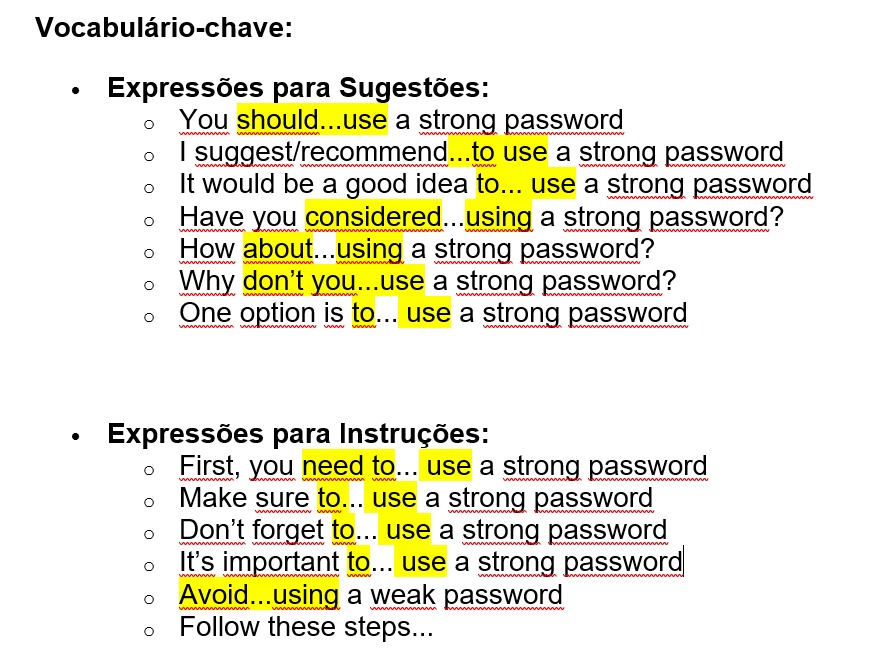 Vocabulário-chave:
• Expressões para Sugestões:
o You should...use a strong password
o I suggest/recommend...to use a strong password
o It would be a good idea to... use a strong password
o Have you considered...using a strong password?
o How about...using a strong password?
o Why don’t you...use a strong password?
o One option is to... use a strong password
• Expressões para Instruções:
o First, you need to... use a strong password
o Make sure to... use a strong password
o Don’t forget to... use a strong password
o It’s important to... use a strong password
o Avoid...using a weak password
o Follow these steps...